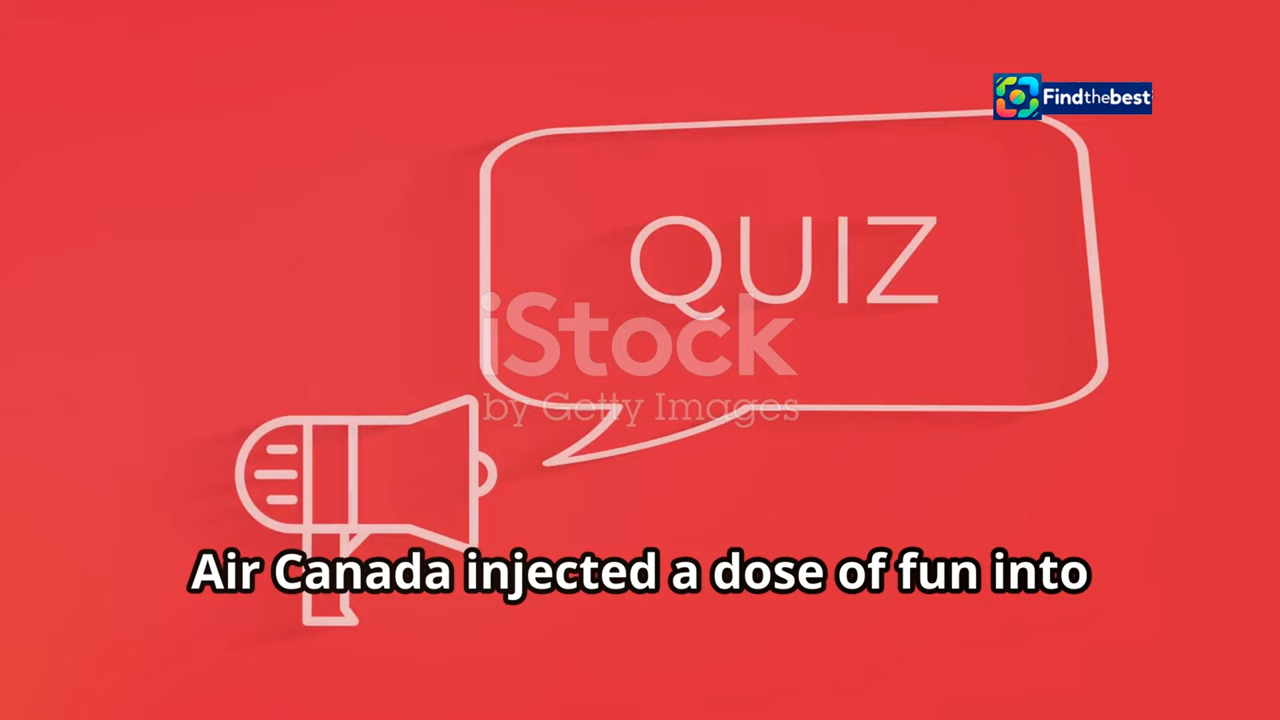 Findthebest
QUIZ
iStock
by Getty Images
Air Canada injected a dose of fun into